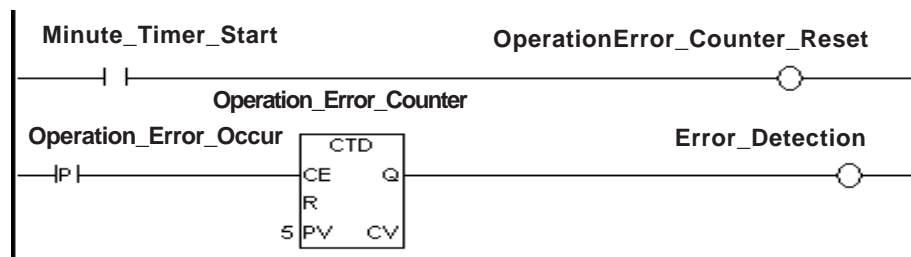 Minute_Timer_Start
OperationError_Counter_Reset
Operation_Error_Counter
Operation_Error_Occur
CTD
Error_Detection
P
CE Q
R
5 PV CV